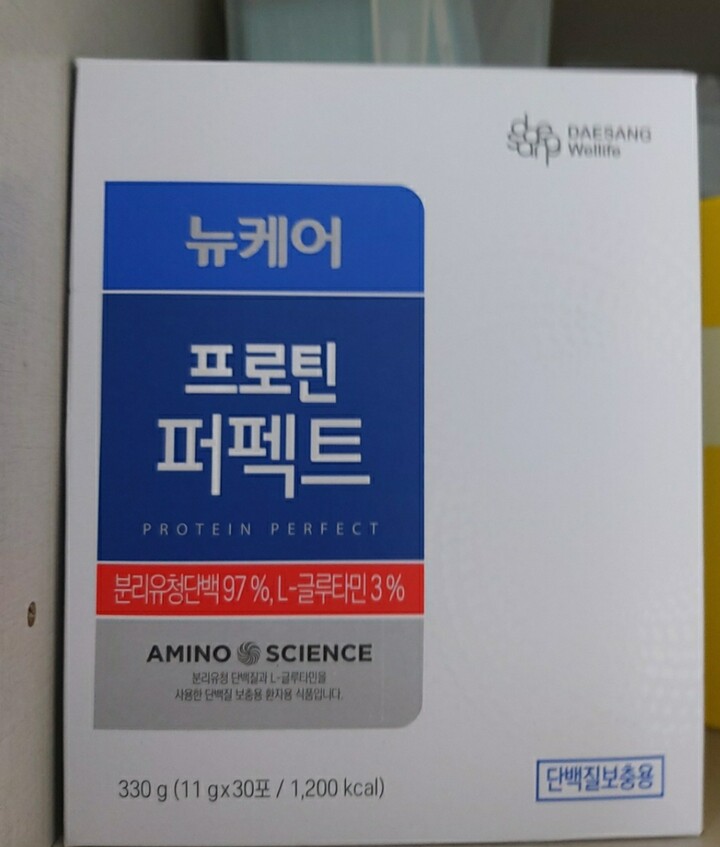 DAESANG
Wellife
뉴케어
프로틴
퍼펙트
PROTEIN PERFECT
분리유청단백 97 %, L-글루타민 3 %
AMINO SCIENCE
분리유청 단백질과 L-글루타민을
사용한 단백질 보충용 환자용 식품입니다.
330 g (11 gx30포 / 1,200 kcal)
단백질보충용